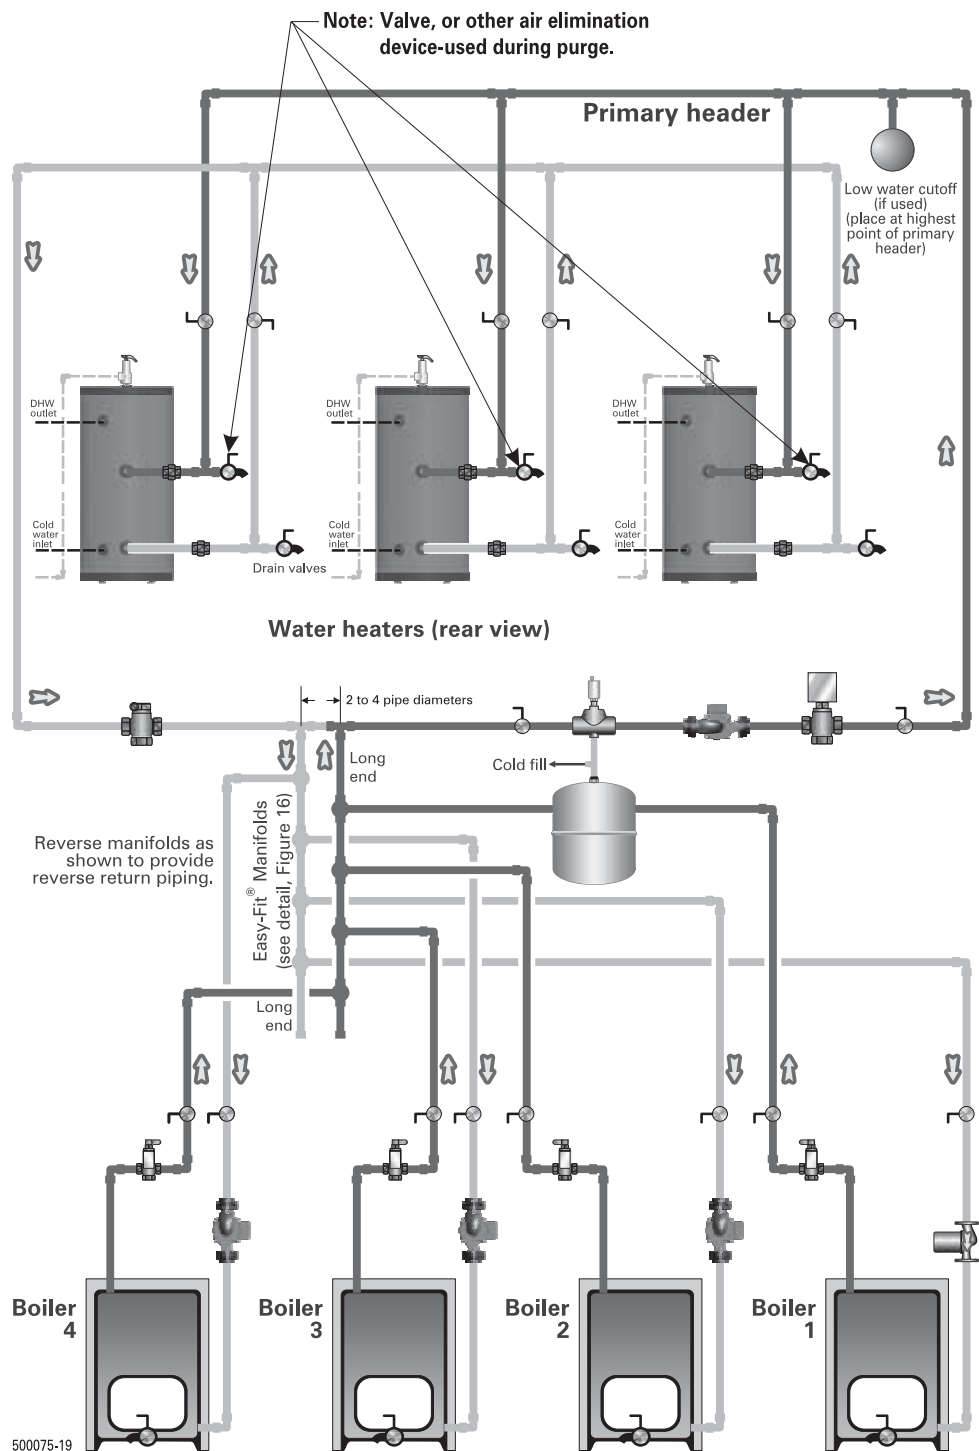 Note: Valve, or other air elimination
device-used during purge.
Primary header
Low water cutoff
(if used)
(place at highest
point of primary
header)
DHW
outlet
DHW
outlet
DHW
outlet
Cold
water
inlet
Cold
water
inlet
Cold
water
inlet
Drain valves
Water heaters (rear view)
2 to 4 pipe diameters
Long
end
Cold fill
Reverse manifolds as
shown to provide
reverse return piping.
Easy-Fit® Manifolds
(see detail, Figure 16)
Long
end
Boiler
4
Boiler
3
Boiler
2
Boiler
1
500075-19